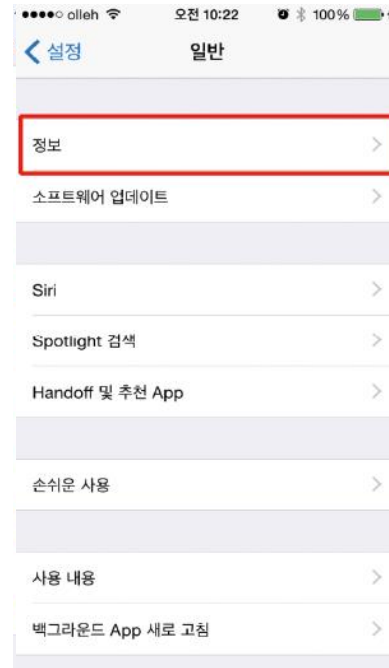 olleh 오전 10:22 100%
설정 일반
정보
소프트웨어 업데이트
Siri
Spotlight 검색
Handoff 및 추천 App
손쉬운 사용
사용 내용
백그라운드 App 새로 고침